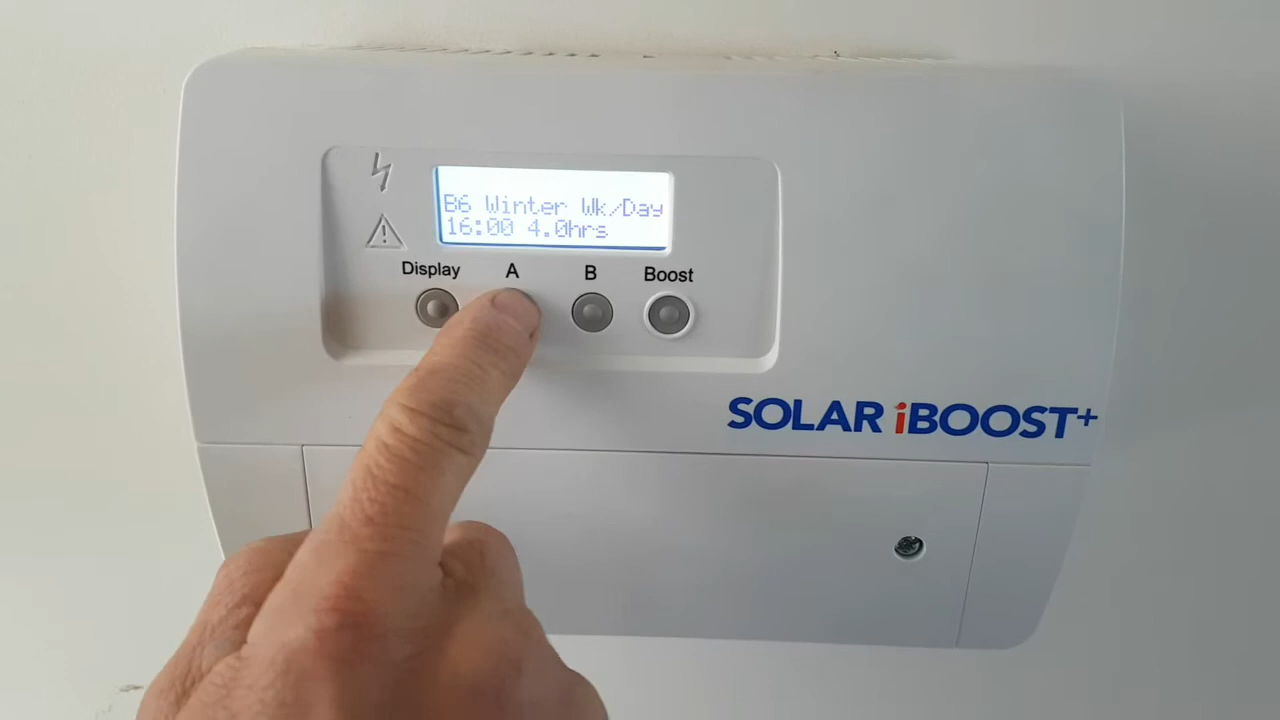 B6 Winter Wk/Day
16:00 4.0hrs
Display A B Boost
SOLAR iBOOST+